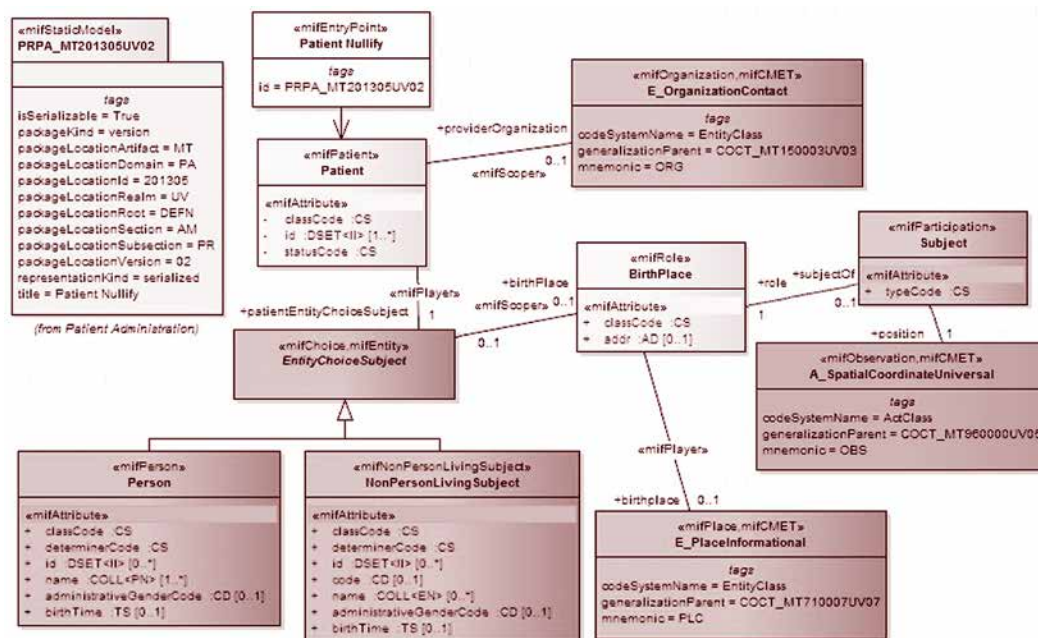 «mifStaticModel»
PRPA_MT201305UV02
tags
isSerializable = True
packageKind = version
packageLocationArtifact = MT
packageLocationDomain = PA
packageLocationId = 201305
packageLocationRealm = UV
packageLocationRoot = DEFN
packageLocationSection = AM
packageLocationSubsection = PR
packageLocationVersion = 02
representationKind = serialized
title = Patient Nullify
(from Patient Administration)
«mifEntryPoint»
Patient Nullify
tags
id = PRPA_MT201305UV02
«mifPatient»
Patient
«mifAttribute»
- classCode :CS
- id :DSET<II> [1..*]
- statusCode :CS
+providerOrganization
0..1
«mifScoper»
«mifOrganization,mifCMET»
E_OrganizationContact
tags
codeSystemName = EntityClass
generalizationParent = COCT_MT150003UV03
mnemonic = ORG
«mifPlayer»
+patientEntityChoiceSubject
1
«mifChoice,mifEntity»
EntityChoiceSubject
+birthPlace
0..1
«mifScoper»
0..1
«mifRole»
BirthPlace
«mifAttribute»
+ classCode :CS
+ addr :AD [0..1]
+role
1
+subjectOf
0..1
«mifParticipation»
Subject
«mifAttribute»
+ typeCode :CS
+position
1
«mifObservation,mifCMET»
A_SpatialCoordinateUniversal
tags
codeSystemName = ActClass
generalizationParent = COCT_MT960000UV05
mnemonic = OBS
«mifPlayer»
+birthplace
0..1
«mifPlace,mifCMET»
E_PlaceInformational
tags
codeSystemName = EntityClass
generalizationParent = COCT_MT710007UV07
mnemonic = PLC
«mifPerson»
Person
«mifAttribute»
+ classCode :CS
+ determinerCode :CS
+ id :DSET<II> [0..*]
+ name :COLL<PN> [1..*]
+ administrativeGenderCode :CD [0..1]
+ birthTime :TS [0..1]
«mifNonPersonLivingSubject»
NonPersonLivingSubject
«mifAttribute»
+ classCode :CS
+ determinerCode :CS
+ id :DSET<II> [0..*]
+ code :CD [0..1]
+ name :COLL<EN> [0..*]
+ administrativeGenderCode :CD [0..1]
+ birthTime :TS [0..1]